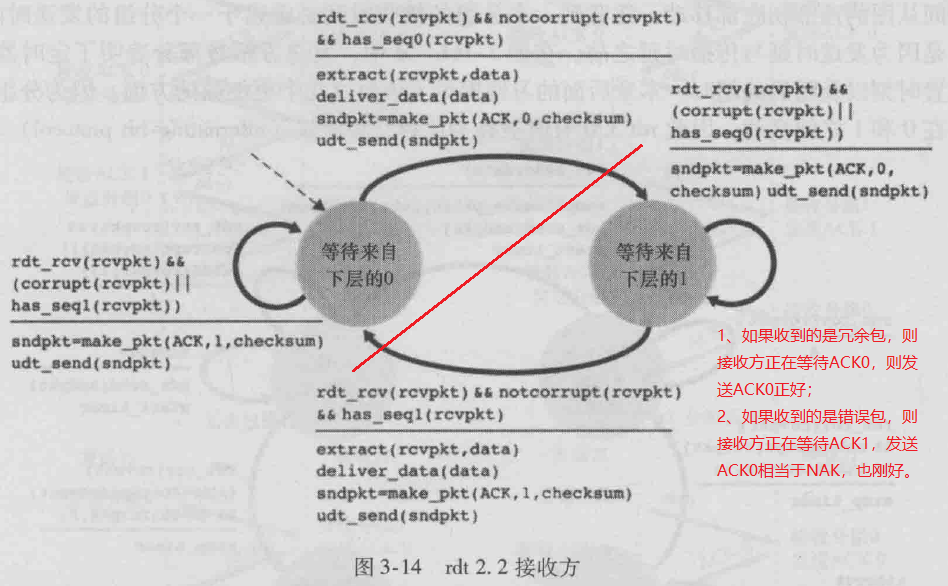 rdt_rcv(rcvpkt) && notcorrupt(rcvpkt)
&& has_seq0(rcvpkt)
extract(rcvpkt,data)
deliver_data(data)
sndpkt=make_pkt(ACK,0,checksum)
udt_send(sndpkt)
rdt_rcv(rcvpkt) &&
(corrupt(rcvpkt)||
has_seq0(rcvpkt))
sndpkt=make_pkt(ACK,0,
checksum) udt_send(sndpkt)
等待来自
下层的0
等待来自
下层的1
rdt_rcv(rcvpkt) &&
(corrupt(rcvpkt)||
has_seq1(rcvpkt))
sndpkt=make_pkt(ACK,1,checksum)
udt_send(sndpkt)
1、如果收到的是冗余包，则
接收方正在等待ACK0，则发
送ACK0正好；
2、如果收到的是错误包，则
接收方正在等待ACK1，发送
ACK0相当于NAK，也刚好。
rdt_rcv(rcvpkt) && notcorrupt(rcvpkt)
&& has_seq1(rcvpkt)
extract(rcvpkt,data)
deliver_data(data)
sndpkt=make_pkt(ACK,1,checksum)
udt_send(sndpkt)
图 3-14 rdt 2.2 接收方